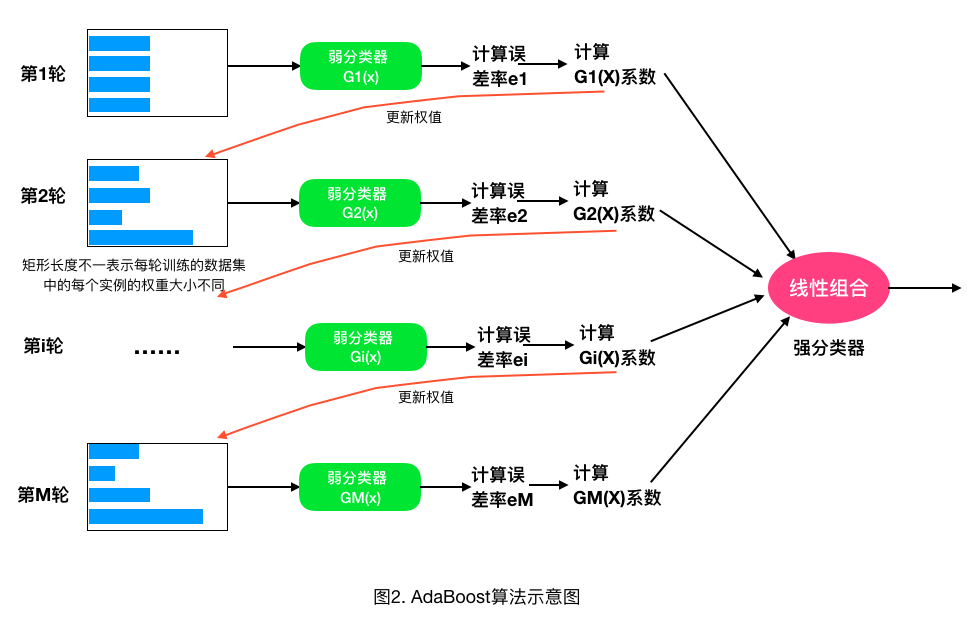 第1轮
弱分类器
G1(x)
计算误
差率e1
计算
G1(X)系数
更新权值
第2轮
弱分类器
G2(x)
计算误
差率e2
计算
G2(X)系数
更新权值
矩形长度不一表示每轮训练的数据集
中的每个实例的权重大小不同
线性组合
强分类器
第i轮
......
弱分类器
Gi(x)
计算误
差率ei
计算
Gi(X)系数
更新权值
第M轮
弱分类器
GM(x)
计算误
差率eM
计算
GM(X)系数
图2. AdaBoost算法示意图